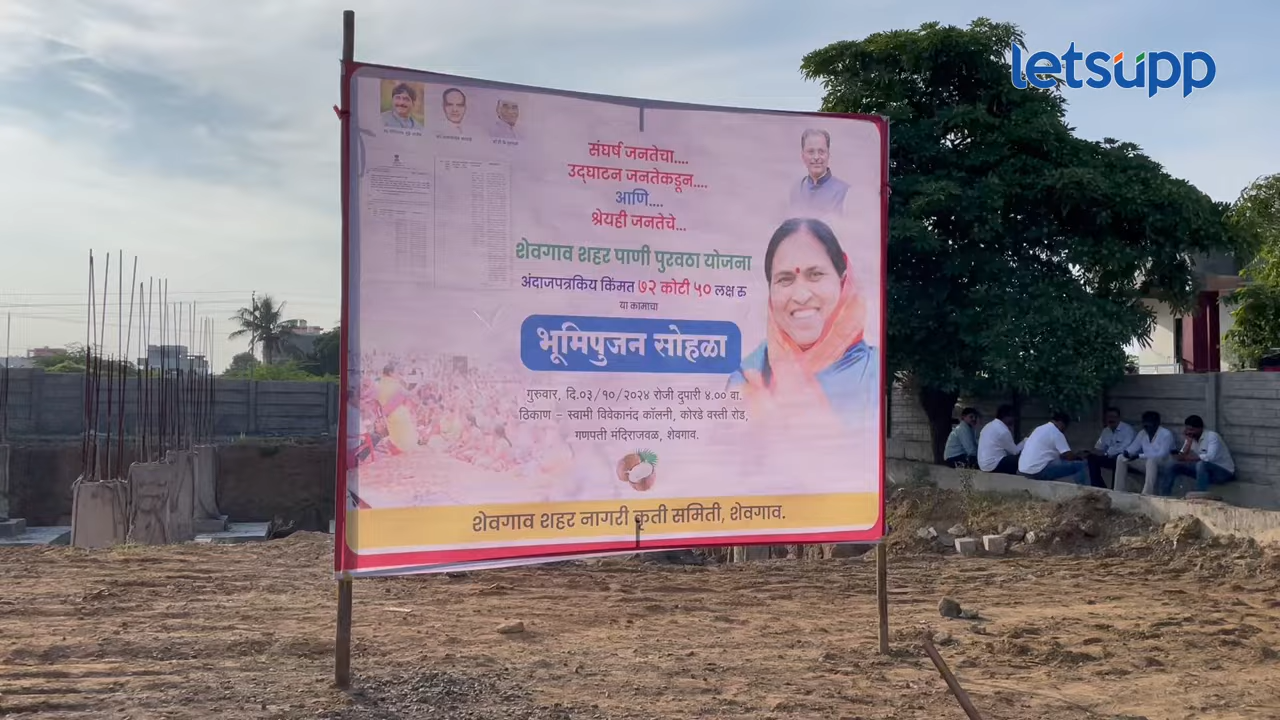 letsupp
संघर्ष जनतेचा....
उद्घाटन जनतेकडून....
आणि....
श्रेयही जनतेचे...
शेवगाव शहर पाणी पुरवठा योजना
अंदाजपत्रकिय किंमत ७२ कोटी ५० लक्ष रु
या कामाचा
भूमिपुजन सोहळा
गुरुवार, दि.०३/१०/२०२४ रोजी दुपारी ४.०० वा.
ठिकाण – स्वामी विवेकानंद कॉलनी, कोरडे वस्ती रोड,
गणपती मंदिराजवळ, शेवगाव.
शेवगाव शहर नागरी कृती समिती, शेवगाव.